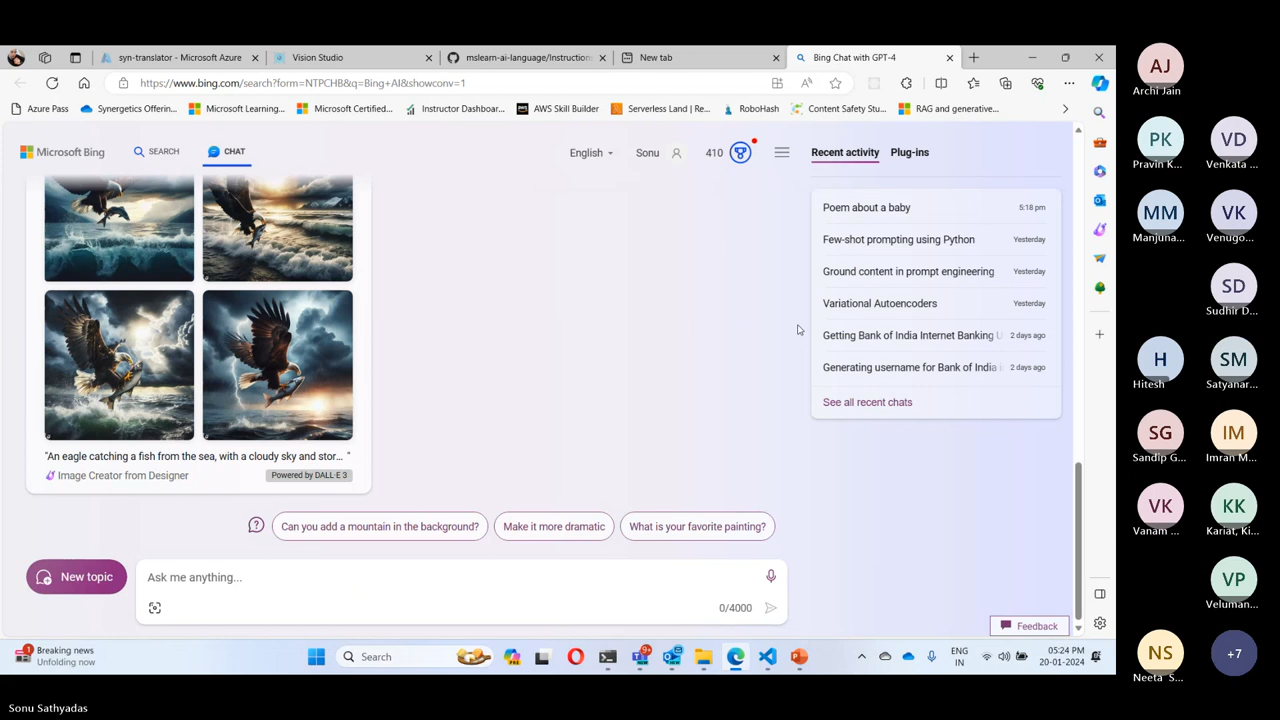 syn-translator - Microsoft Azure
Vision Studio
mslearn-ai-language/Instructions
New tab
Bing Chat with GPT-4
https://www.bing.com/search?form=NTPCHB&q=Bing+AI&showconv=1
Azure Pass
Synergetics Offering...
Microsoft Learning...
Microsoft Certified...
Instructor Dashboar...
AWS Skill Builder
Serverless Land | Re...
RoboHash
Content Safety Stu...
RAG and generative...
Microsoft Bing
SEARCH
CHAT
English
Sonu
410
Recent activity
Plug-ins
Poem about a baby
5:18 pm
Few-shot prompting using Python
Yesterday
Ground content in prompt engineering
Yesterday
Variational Autoencoders
Yesterday
Getting Bank of India Internet Banking U
2 days ago
Generating username for Bank of India i
2 days ago
See all recent chats
"An eagle catching a fish from the sea, with a cloudy sky and stor... "
Image Creator from Designer
Powered by DALL·E 3
Can you add a mountain in the background?
Make it more dramatic
What is your favorite painting?
New topic
Ask me anything...
0/4000
Feedback
1
Breaking news
Unfolding now
Search
9+
ENG
IN
05:24 PM
20-01-2024
AJ
Archi Jain
PK
Pravin K...
VD
Venkata ...
MM
Manjuna...
VK
Venugo...
SD
Sudhir D...
H
Hitesh
SM
Satyanar...
SG
Sandip G...
IM
Imran M...
VK
Vanam ...
KK
Kariat, Ki...
VP
Veluman...
NS
Neeta S...
+7
Sonu Sathyadas